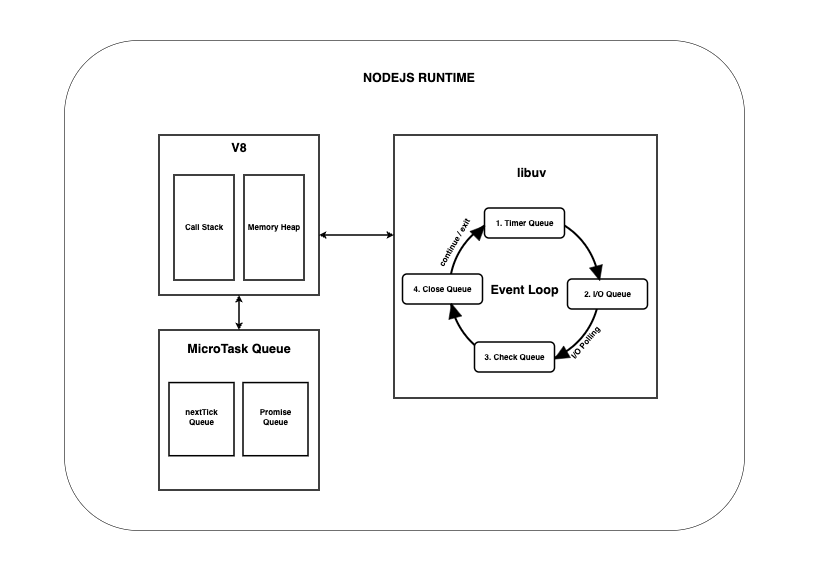 NODEJS RUNTIME
V8
Call Stack
Memory Heap
MicroTask Queue
nextTick
Queue
Promise
Queue
libuv
1. Timer Queue
continue / exit
4. Close Queue
Event Loop
2. I/O Queue
I/O Polling
3. Check Queue